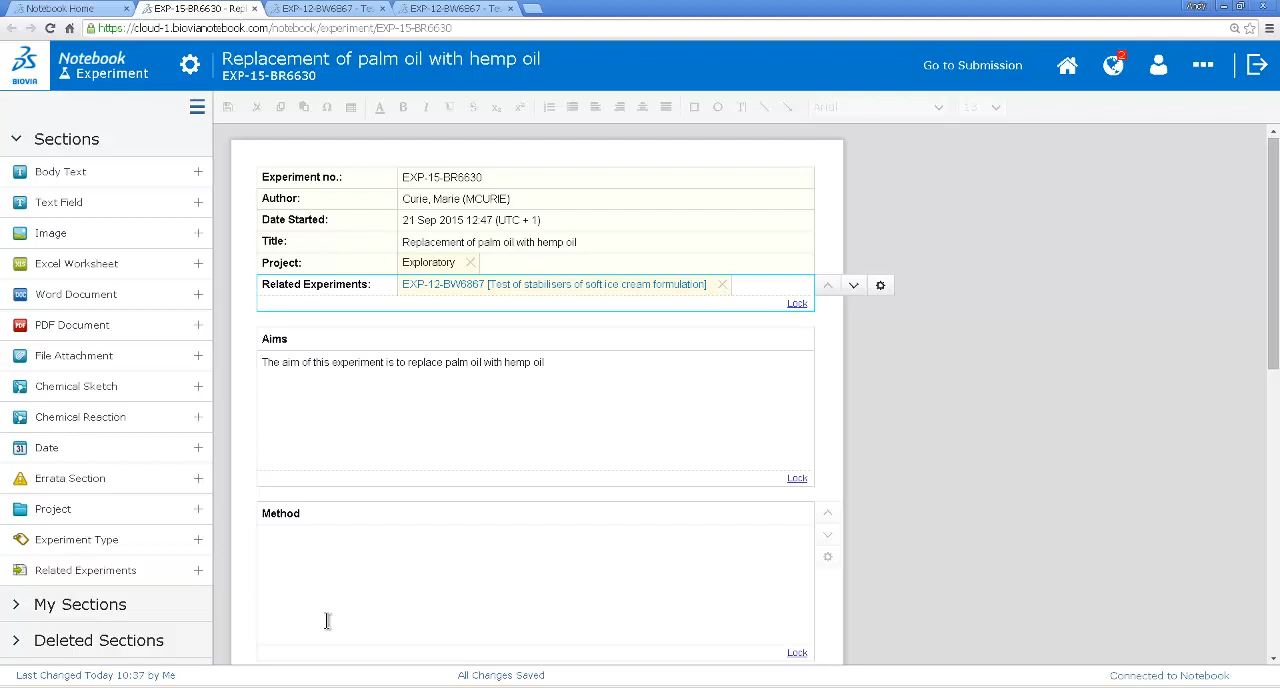 Andy
Notebook Home
EXP-15-BR6630 - Repl
EXP-12-BW6867 - Te
EXP-12-BW6867 - Te
https://cloud-1.biovianotebook.com/notebook/experiment/EXP-15-BR6630
BIOVIA
Notebook
Experiment
Replacement of palm oil with hemp oil
EXP-15-BR6630
Go to Submission
2
Arial
13
Sections
Body Text
Text Field
Image
Excel Worksheet
Word Document
PDF Document
File Attachment
Chemical Sketch
Chemical Reaction
Date
Errata Section
Project
Experiment Type
Related Experiments
My Sections
Deleted Sections
Experiment no.: EXP-15-BR6630
Author: Curie, Marie (MCURIE)
Date Started: 21 Sep 2015 12:47 (UTC + 1)
Title: Replacement of palm oil with hemp oil
Project: Exploratory
Related Experiments: EXP-12-BW6867 [Test of stabilisers of soft ice cream formulation]
Lock
Aims
The aim of this experiment is to replace palm oil with hemp oil
Lock
Method
Lock
Last Changed Today 10:37 by Me
All Changes Saved
Connected to Notebook